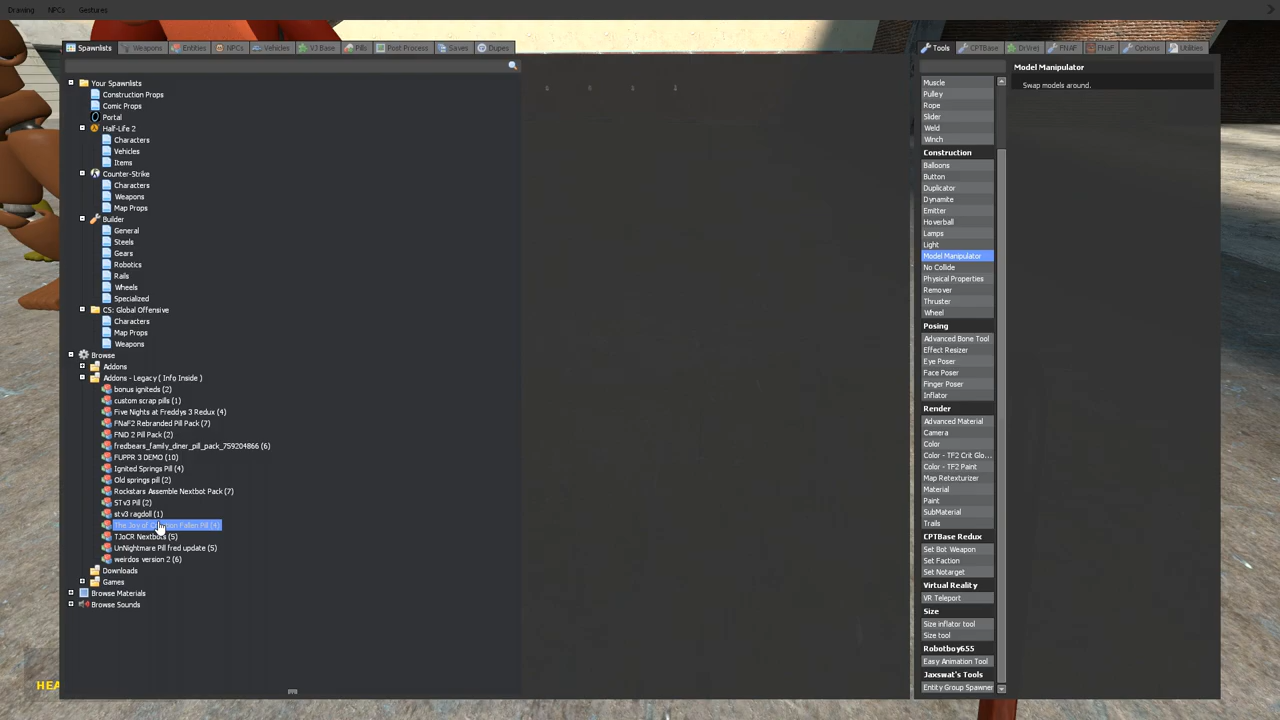 Drawing NPCs Gestures
Spawnlists Weapons Entities NPCs Vehicles VJ Base Pills Post Process Saves Dupes
Your Spawnlists
Construction Props
Comic Props
Portal
Half-Life 2
Characters
Vehicles
Items
Counter-Strike
Characters
Weapons
Map Props
Builder
General
Steels
Gears
Robotics
Rails
Wheels
Specialized
CS: Global Offensive
Characters
Map Props
Weapons
Browse
Addons
Addons - Legacy ( Info Inside )
bonus igniteds (2)
custom scrap pills (1)
Five Nights at Freddys 3 Redux (4)
FNaF2 Rebranded Pill Pack (7)
FNID 2 Pill Pack (2)
fredbears_family_diner_pill_pack_759204866 (6)
FUPPR 3 DEMO (10)
Ignited Springs Pill (4)
Old springs pill (2)
Rockstars Assemble Nextbot Pack (7)
STv3 Pill (2)
stv3 ragdoll (1)
The Joy of Creation Fallen Pill (4)
TJoCR Nextbots (5)
UnNightmare Pill fred update (5)
weirdos version 2 (6)
Downloads
Games
Browse Materials
Browse Sounds
HEA
Tools CPTBase DrVrej FNAF FNaF Options Utilities
Muscle
Pulley
Rope
Slider
Weld
Winch
Construction
Balloons
Button
Duplicator
Dynamite
Emitter
Hoverball
Lamps
Light
Model Manipulator
No Collide
Physical Properties
Remover
Thruster
Wheel
Posing
Advanced Bone Tool
Effect Resizer
Eye Poser
Face Poser
Finger Poser
Inflator
Render
Advanced Material
Camera
Color
Color - TF2 Crit Glo...
Color - TF2 Paint
Map Retexturizer
Material
Paint
SubMaterial
Trails
CPTBase Redux
Set Bot Weapon
Set Faction
Set Notarget
Virtual Reality
VR Teleport
Size
Size inflator tool
Size tool
Robotboy655
Easy Animation Tool
Jaxswat's Tools
Entity Group Spawner
Model Manipulator
Swap models around.